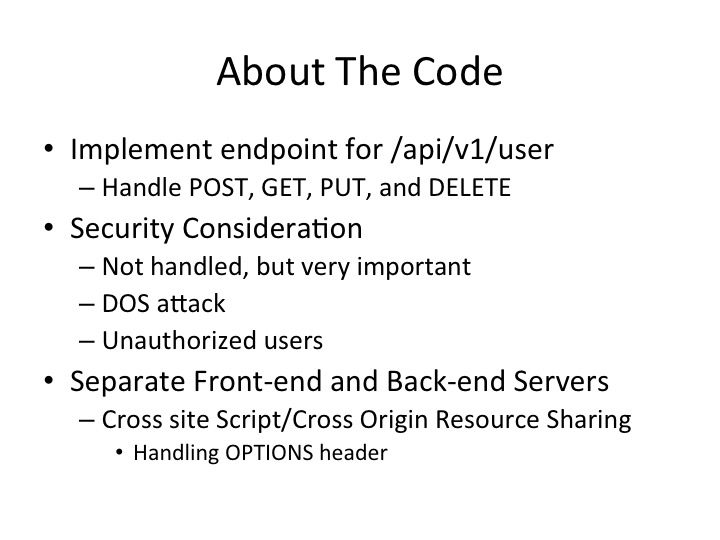 About The Code
• Implement endpoint for /api/v1/user
– Handle POST, GET, PUT, and DELETE
• Security Consideration
– Not handled, but very important
– DOS attack
– Unauthorized users
• Separate Front-end and Back-end Servers
– Cross site Script/Cross Origin Resource Sharing
• Handling OPTIONS header